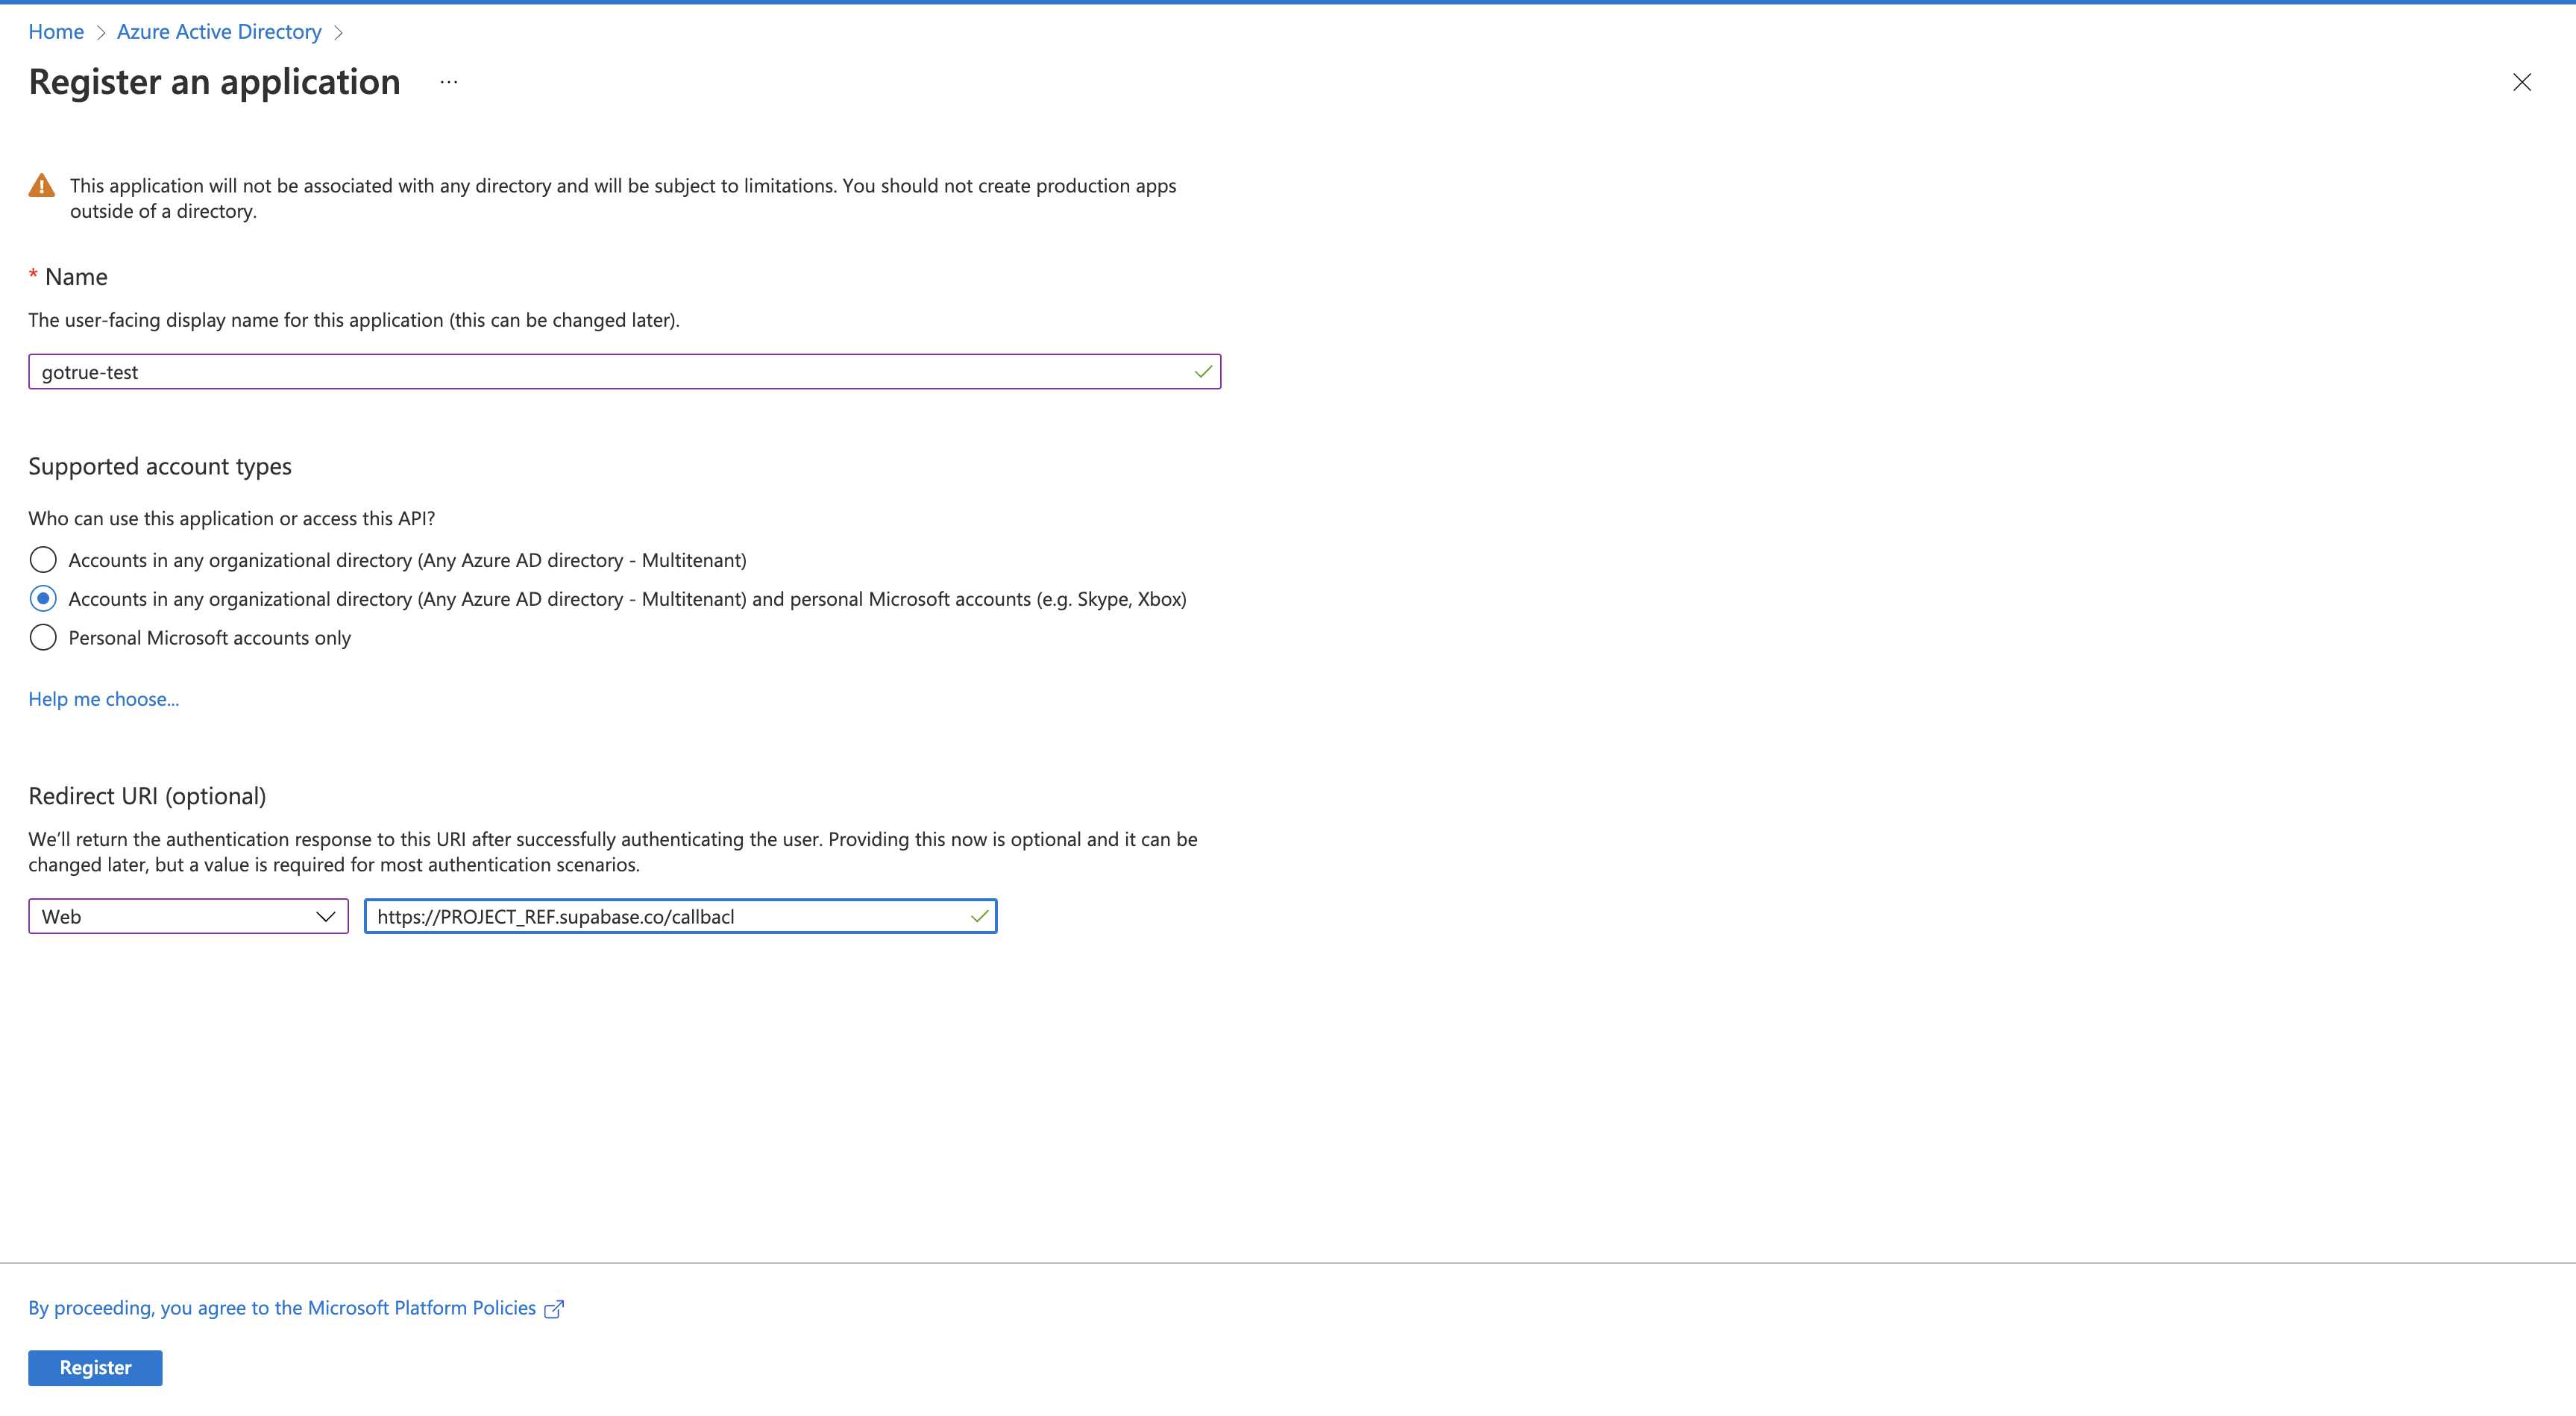 Home > Azure Active Directory >
Register an application ...
This application will not be associated with any directory and will be subject to limitations. You should not create production apps
outside of a directory.
* Name
The user-facing display name for this application (this can be changed later).
gotrue-test
Supported account types
Who can use this application or access this API?
Accounts in any organizational directory (Any Azure AD directory - Multitenant)
Accounts in any organizational directory (Any Azure AD directory - Multitenant) and personal Microsoft accounts (e.g. Skype, Xbox)
Personal Microsoft accounts only
Help me choose...
Redirect URI (optional)
We’ll return the authentication response to this URI after successfully authenticating the user. Providing this now is optional and it can be
changed later, but a value is required for most authentication scenarios.
Web https://PROJECT_REF.supabase.co/callbacl
By proceeding, you agree to the Microsoft Platform Policies
Register